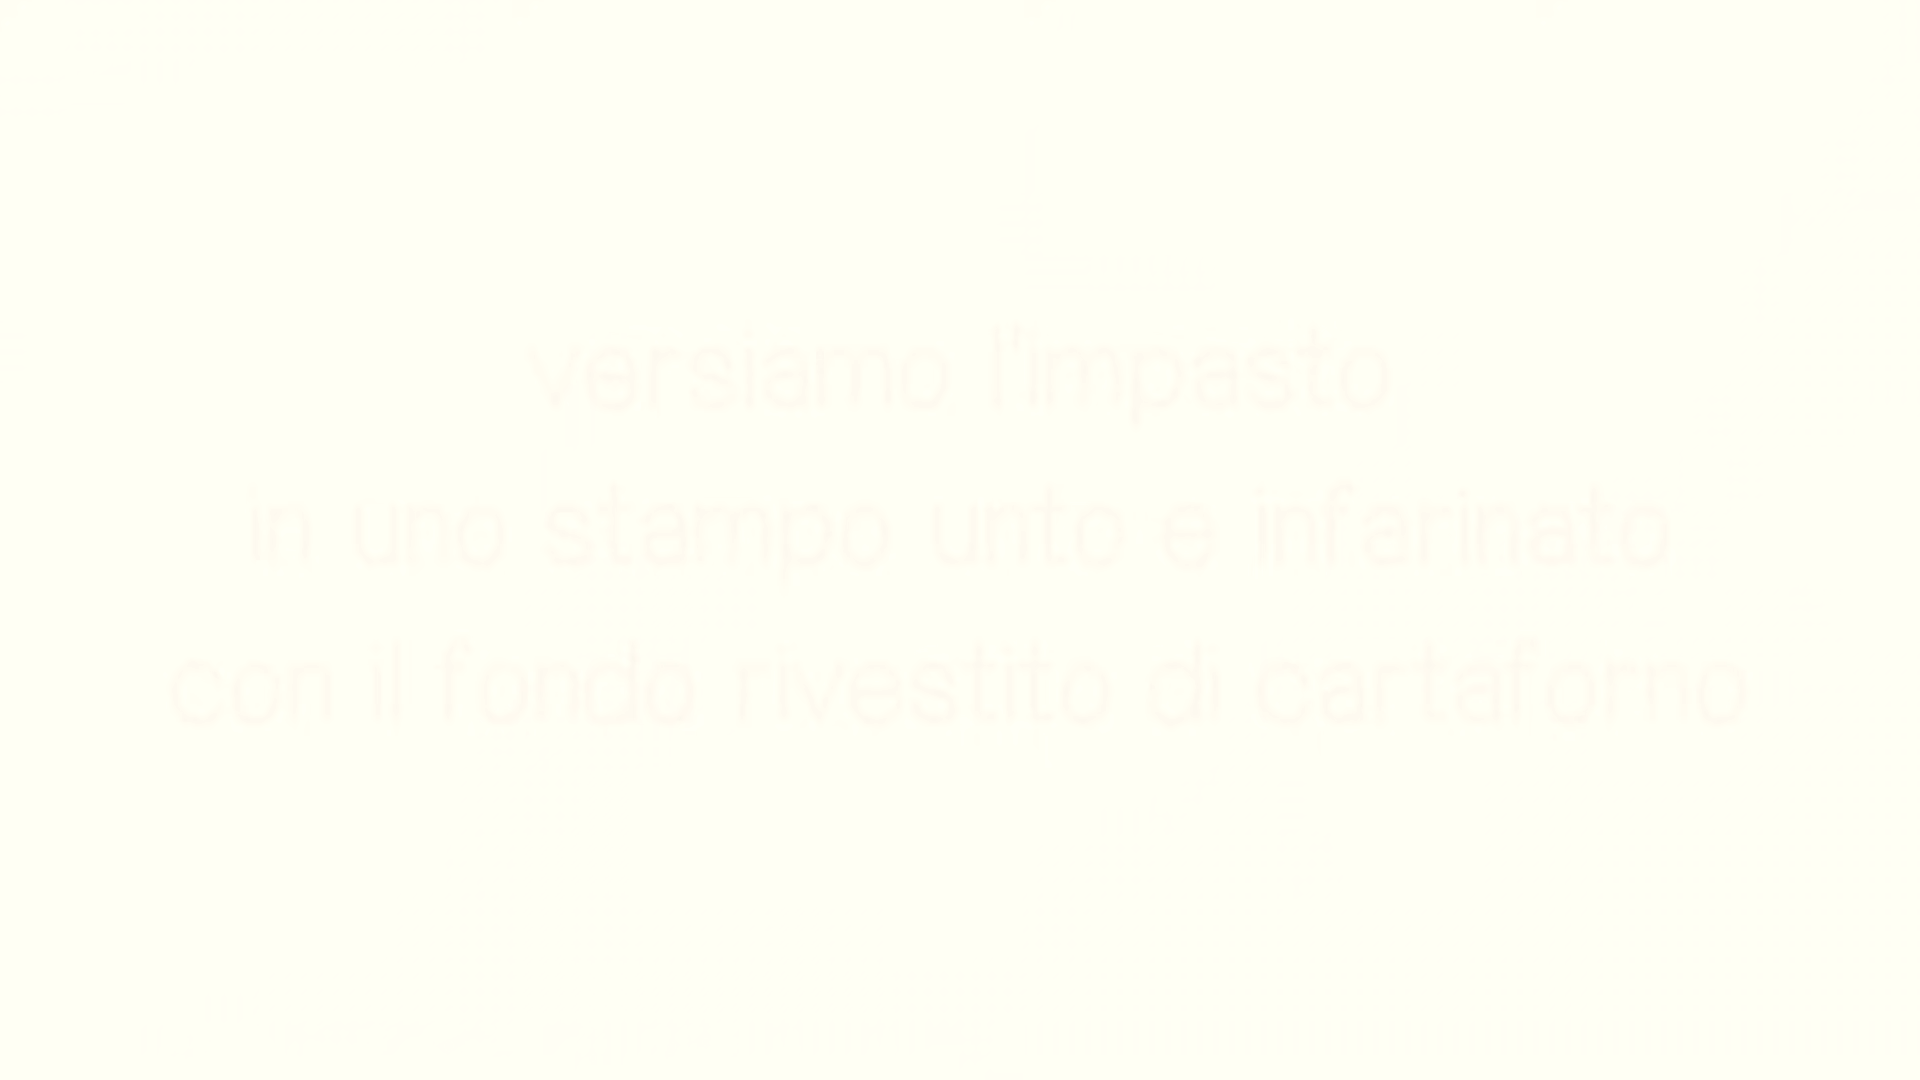 versiamo l'impasto
in uno stampo unto e infarinato
con il fondo rivestito di cartaforno